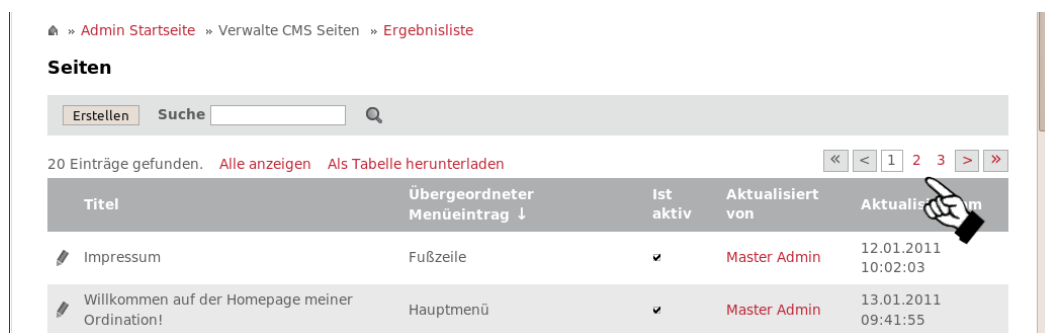 » Admin Startseite » Verwalte CMS Seiten » Ergebnisliste
Seiten
Erstellen Suche
20 Einträge gefunden. Alle anzeigen Als Tabelle herunterladen « < 1 2 3 > »
Titel Übergeordneter Menüeintrag ↓ Ist aktiv Aktualisiert von
Impressum Fußzeile Master Admin 12.01.2011 10:02:03
Willkommen auf der Homepage meiner Ordination! Hauptmenü Master Admin 13.01.2011 09:41:55